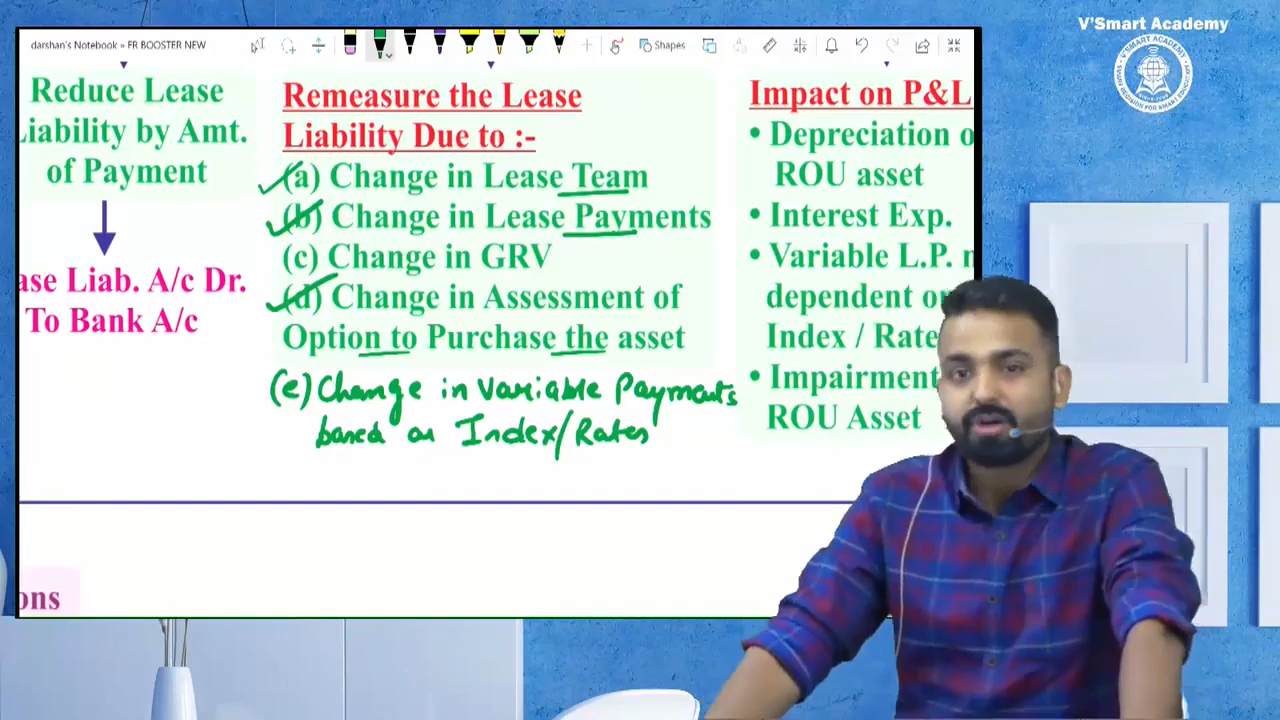 V'Smart Academy
darshan's Notebook » FR BOOSTER NEW
Shapes
Reduce Lease
iability by Amt.
of Payment
ase Liab. A/c Dr.
To Bank A/c
Remeasure the Lease
Liability Due to :-
(a) Change in Lease Team
(b) Change in Lease Payments
(c) Change in GRV
(d) Change in Assessment of
Option to Purchase the asset
(e) Change in variable Payments
based on Index/Rates
Impact on P&L
• Depreciation o
ROU asset
• Interest Exp.
• Variable L.P. n
dependent on
Index / Rate
• Impairment
ROU Asset
ons